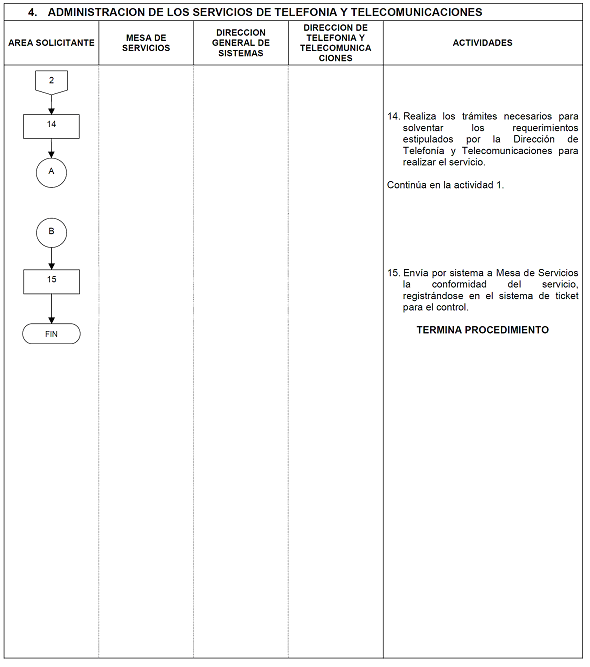 4. ADMINISTRACION DE LOS SERVICIOS DE TELEFONIA Y TELECOMUNICACIONES
AREA SOLICITANTE
MESA DE
SERVICIOS
DIRECCION
GENERAL DE
SISTEMAS
DIRECCION DE
TELEFONIA Y
TELECOMUNICA
CIONES
ACTIVIDADES
2
14
A
B
15
FIN
14. Realiza los trámites necesarios para
solventar los requerimientos
estipulados por la Dirección de
Telefonía y Telecomunicaciones para
realizar el servicio.
Continúa en la actividad 1.
15. Envía por sistema a Mesa de Servicios
la conformidad del servicio,
registrándose en el sistema de ticket
para el control.
TERMINA PROCEDIMIENTO